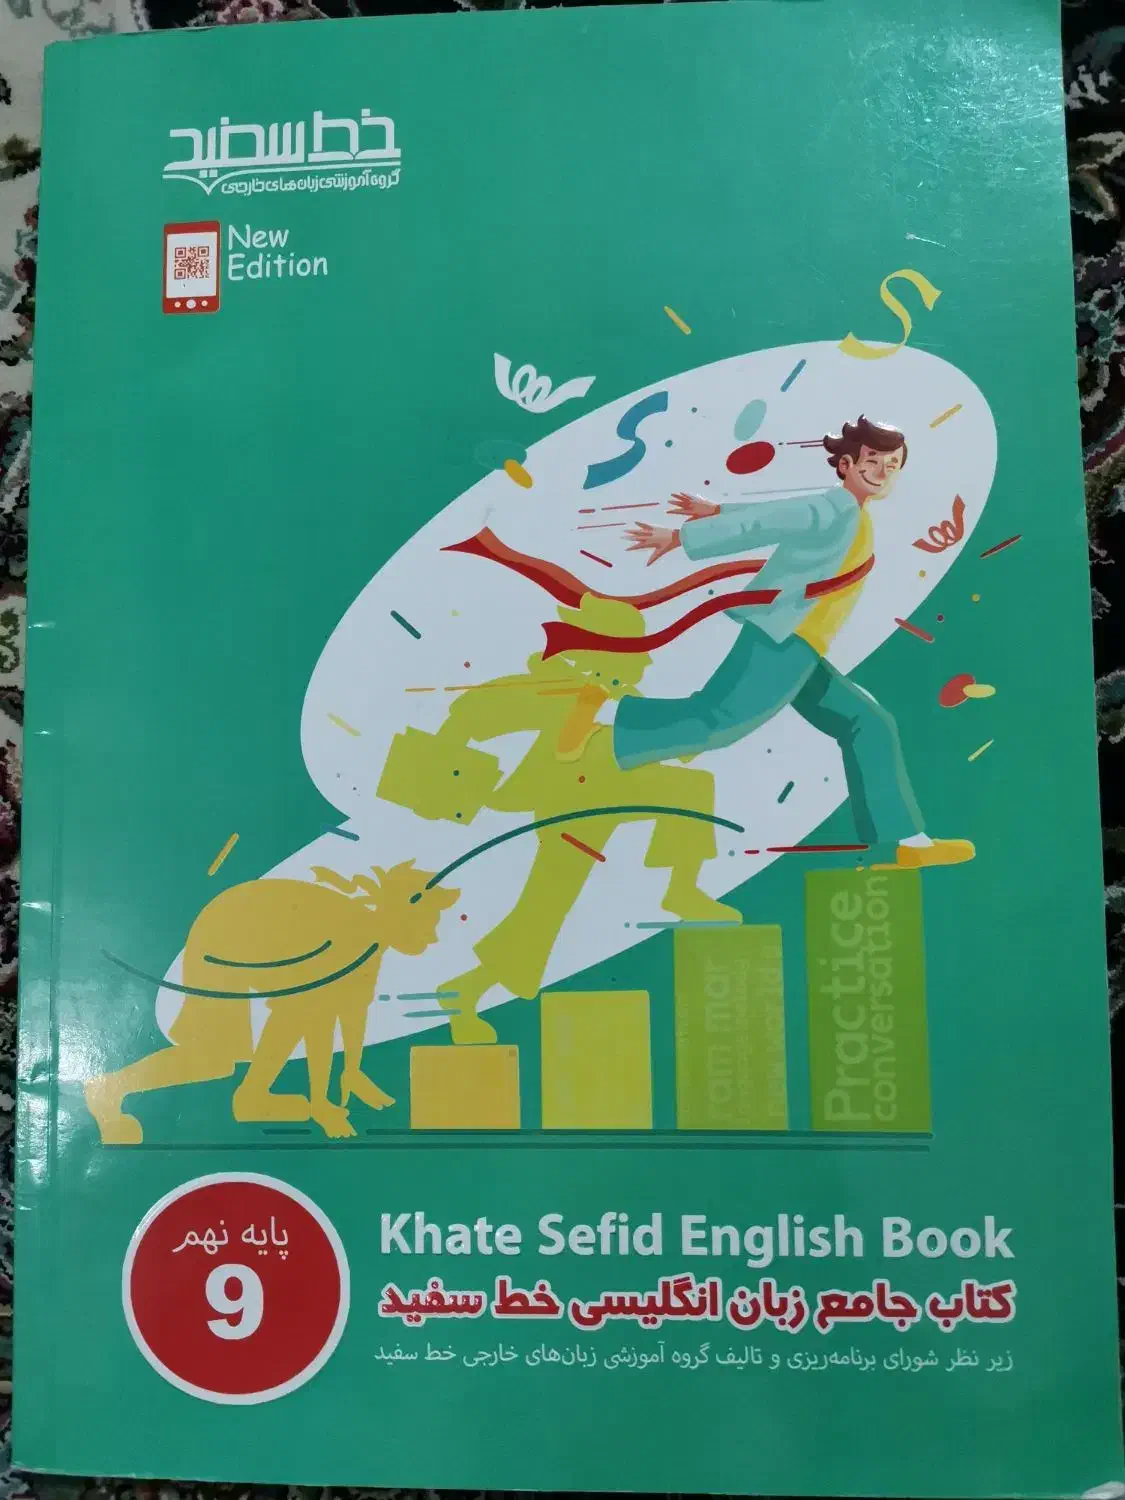 خط سفید
گروه آموزشی زبان‌های خارجی
New
Edition
Practice
conversation
Khate Sefid English Book
کتاب جامع زبان انگلیسی خط سفید
زیر نظر شورای برنامه‌ریزی و تالیف گروه آموزشی زبان‌های خارجی خط سفید
پایه نهم
9